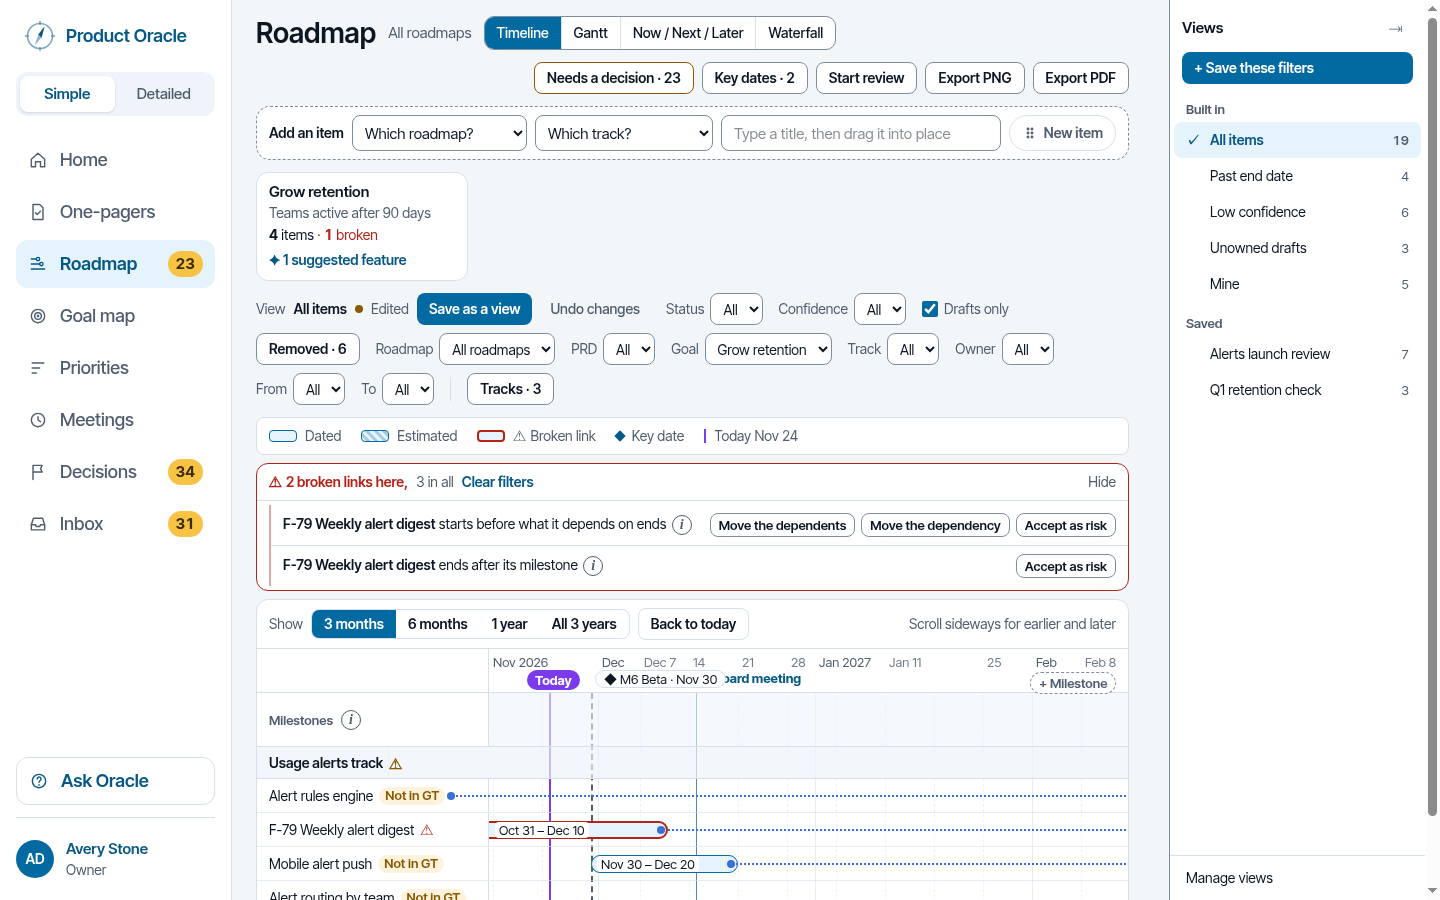 Product Oracle
Simple
Detailed
Home
One-pagers
Roadmap
23
Goal map
Priorities
Meetings
Decisions
34
Inbox
31
Ask Oracle
AD
Avery Stone
Owner
Roadmap
All roadmaps
Timeline
Gantt
Now / Next / Later
Waterfall
Needs a decision · 23
Key dates · 2
Start review
Export PNG
Export PDF
Add an item
Which roadmap?
Which track?
Type a title, then drag it into place
New item
Grow retention
Teams active after 90 days
4 items · 1 broken
1 suggested feature
View All items Edited
Save as a view
Undo changes
Status All
Confidence All
Drafts only
Removed · 6
Roadmap All roadmaps
PRD All
Goal Grow retention
Track All
Owner All
From All
To All
Tracks · 3
Dated
Estimated
Broken link
Key date
Today Nov 24
2 broken links here, 3 in all Clear filters
Hide
F-79 Weekly alert digest starts before what it depends on ends i
Move the dependents
Move the dependency
Accept as risk
F-79 Weekly alert digest ends after its milestone i
Accept as risk
Show
3 months
6 months
1 year
All 3 years
Back to today
Scroll sideways for earlier and later
Nov 2026 Dec Dec 7 14 21 28 Jan 2027 Jan 11 25 Feb Feb 8
Today
M6 Beta · Nov 30
oard meeting
+ Milestone
Milestones i
Usage alerts track
Alert rules engine Not in GT
F-79 Weekly alert digest
Oct 31 – Dec 10
Mobile alert push Not in GT
Nov 30 – Dec 20
Alert routing by team Not in GT
Views
+ Save these filters
Built in
All items 19
Past end date 4
Low confidence 6
Unowned drafts 3
Mine 5
Saved
Alerts launch review 7
Q1 retention check 3
Manage views